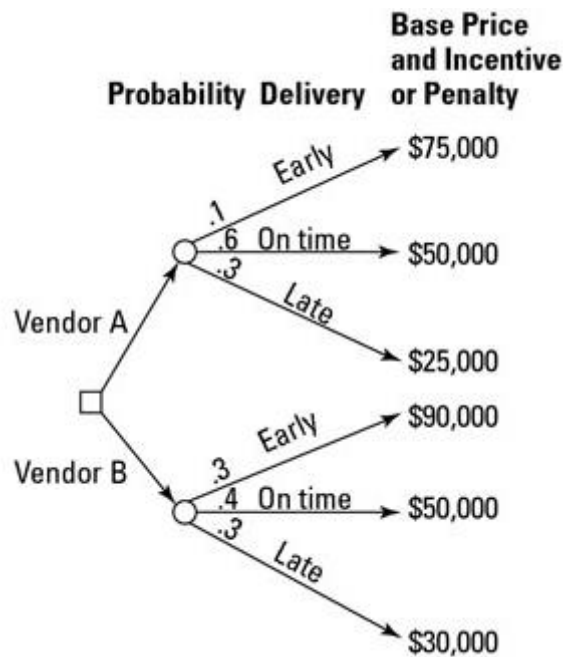 Base Price
and Incentive
Probability Delivery or Penalty
Early $75,000
.1
.6 On time $50,000
.3
Late
Vendor A
$25,000
Early $90,000
Vendor B
.3
.4 On time $50,000
.3
Late
$30,000